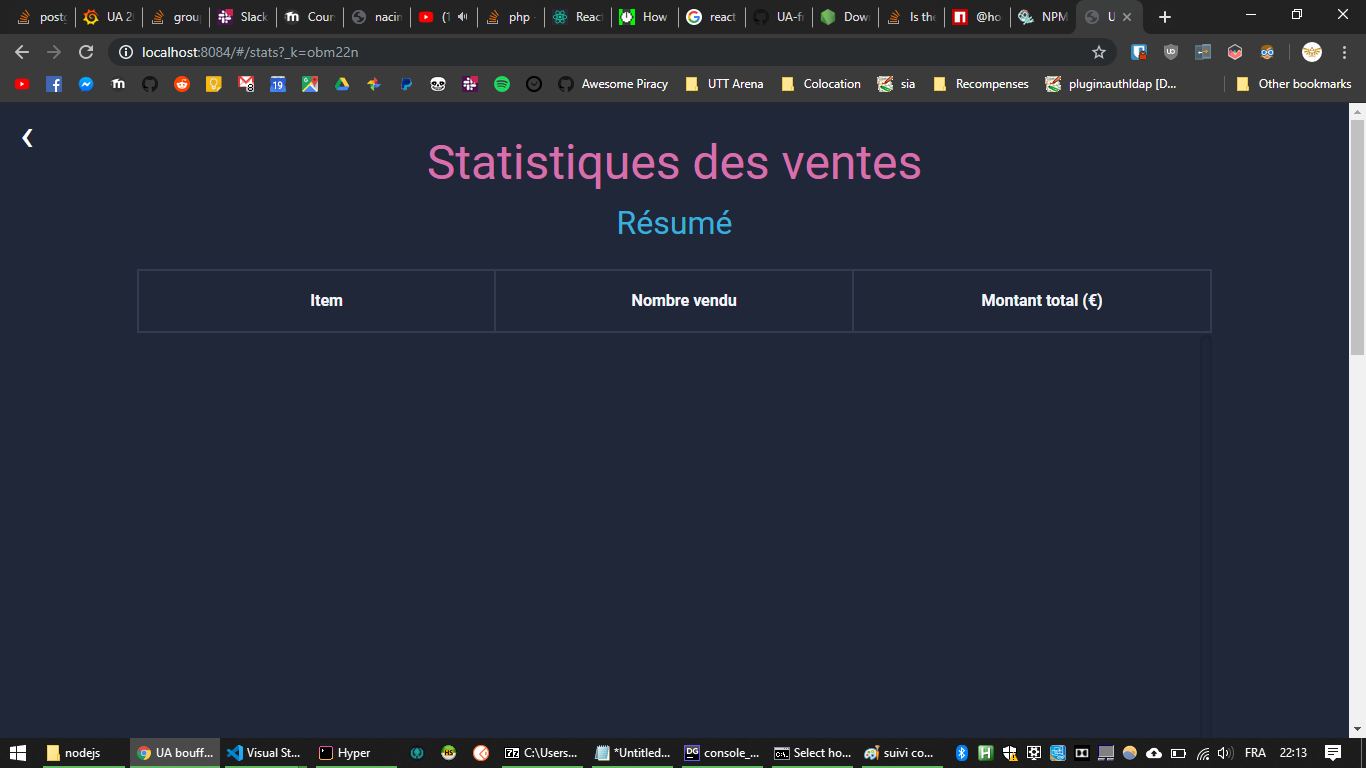 postg
UA 2
grou
Slack
Coun
nacin
(1
php
React
How
react
UA-fr
Down
Is the
@ho
NPM
U
localhost:8084/#/stats?_k=obm22n
Awesome Piracy
UTT Arena
Colocation
sia
Recompenses
plugin:authldap [D...
Other bookmarks
Statistiques des ventes
Résumé
Item
Nombre vendu
Montant total (€)
nodejs
UA bouff...
Visual St...
Hyper
C:\Users...
*Untitled...
console_...
Select ho...
suivi co...
FRA
22:13